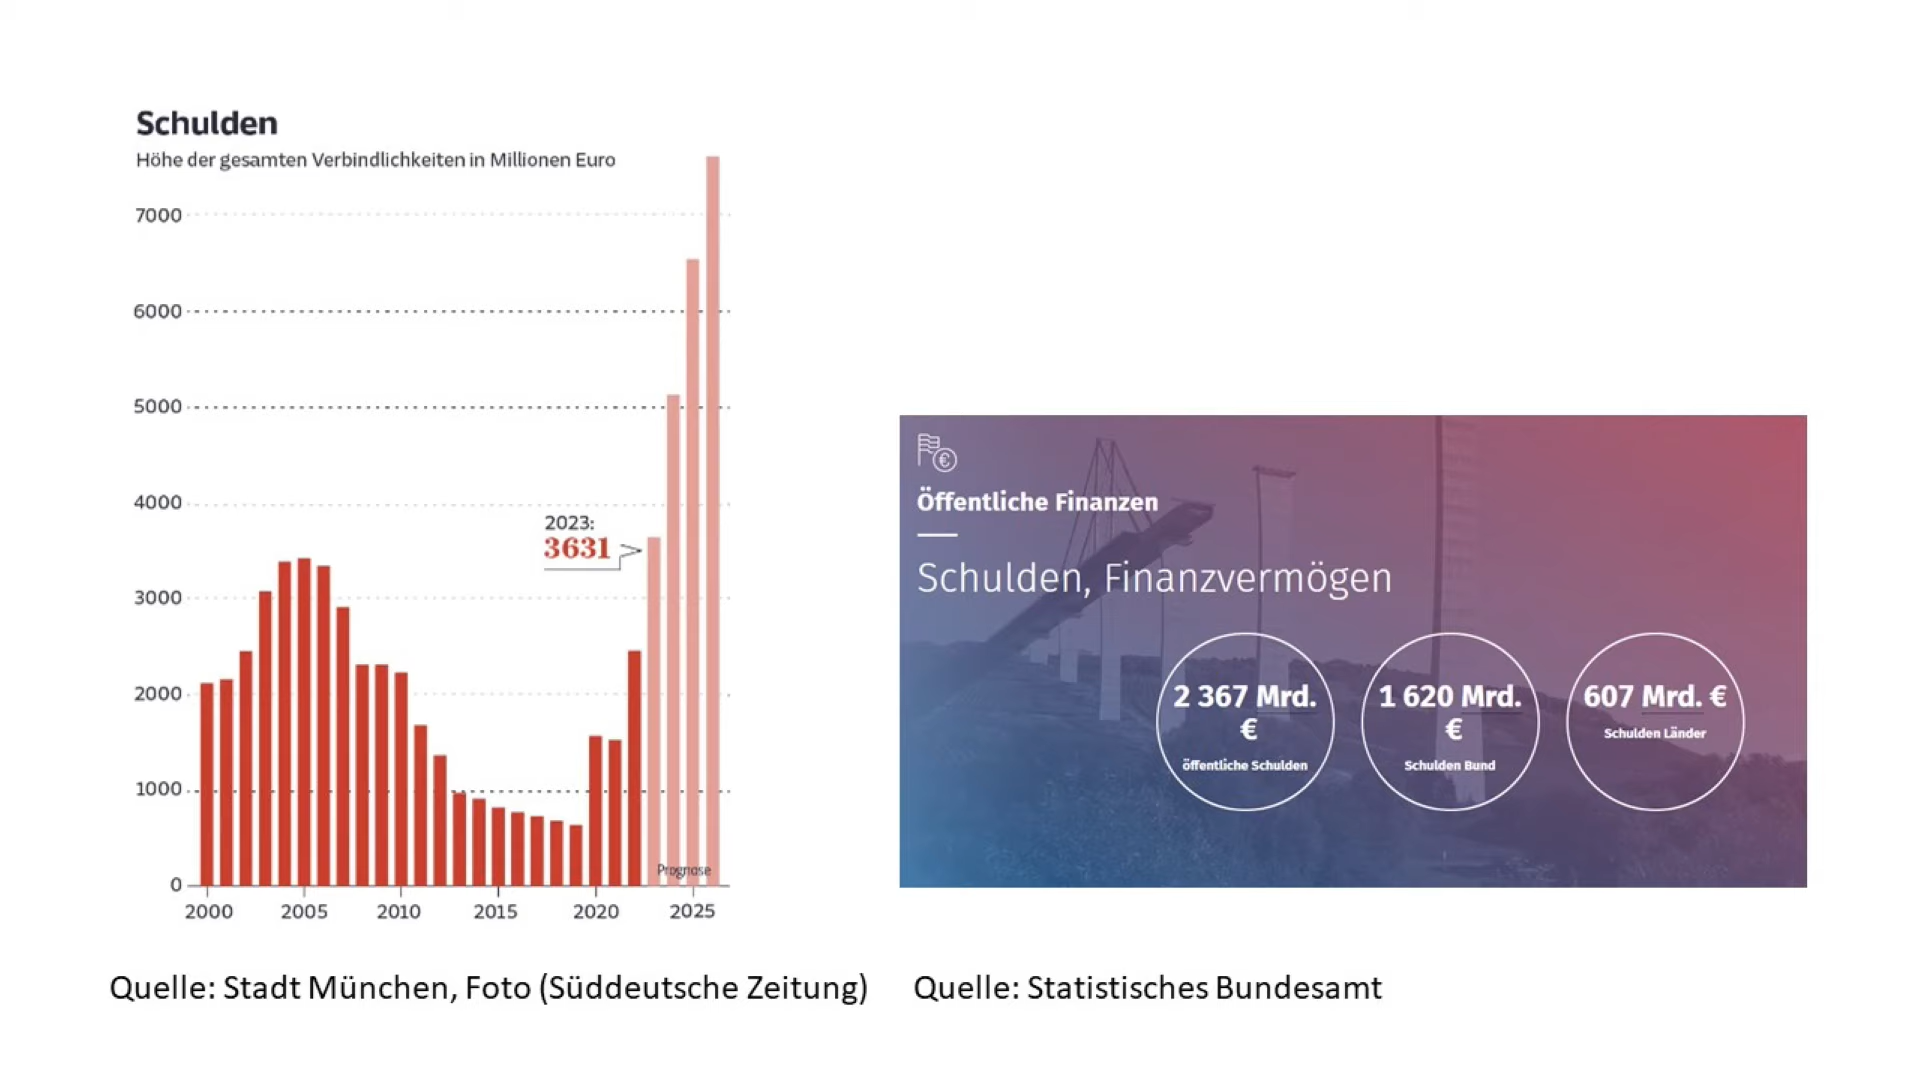 Schulden
Höhe der gesamten Verbindlichkeiten in Millionen Euro
7000
6000
5000
4000
3000
2000
1000
0
2023:
3631
Prognose
2000
2005
2010
2015
2020
2025
Quelle: Stadt München, Foto (Süddeutsche Zeitung)
€
Öffentliche Finanzen
Schulden, Finanzvermögen
2 367 Mrd.
€
öffentliche Schulden
1 620 Mrd.
€
Schulden Bund
607 Mrd. €
Schulden Länder
Quelle: Statistisches Bundesamt